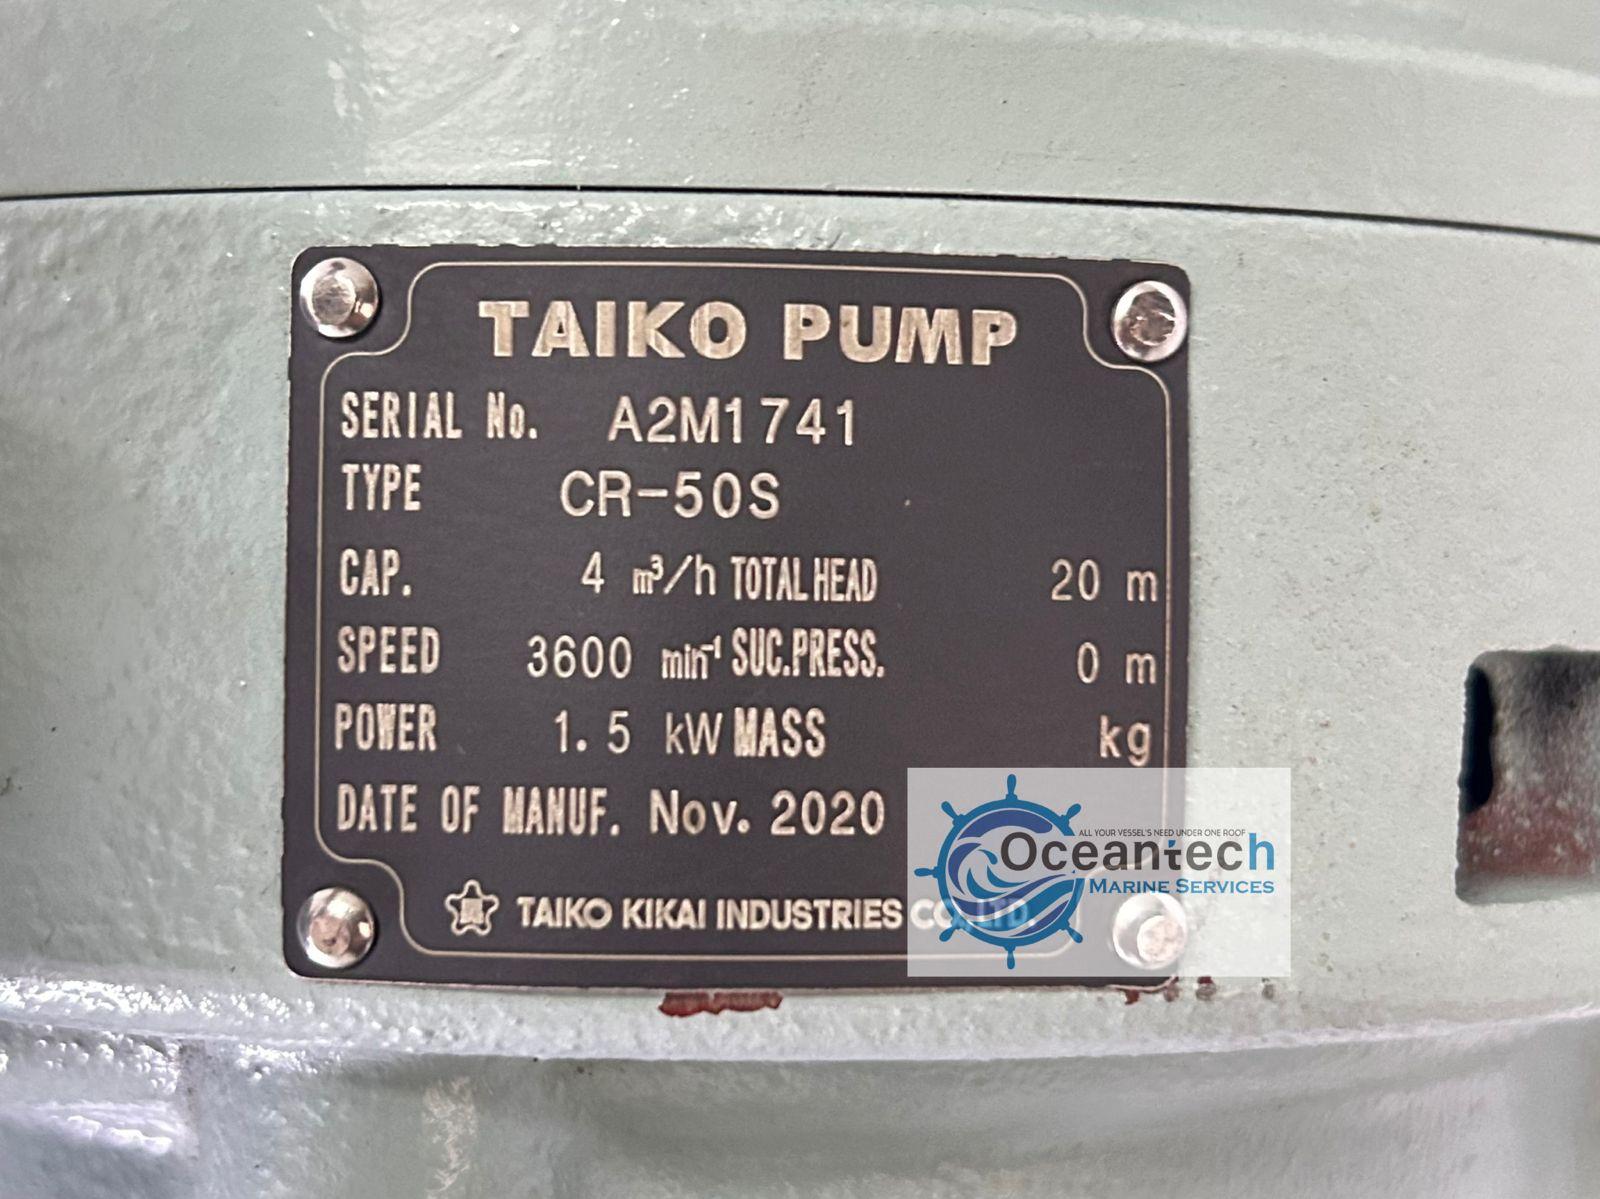 TAIKO PUMP
SERIAL No. A2M1741
TYPE CR-50S
CAP. 4 m³/h TOTAL HEAD 20 m
SPEED 3600 min⁻¹ SUC.PRESS. 0 m
POWER 1.5 kW MASS kg
DATE OF MANUF. Nov. 2020
TAIKO KIKAI INDUSTRIES CO.,LTD.
ALL YOUR VESSEL'S NEED UNDER ONE ROOF
Oceantech
MARINE SERVICES